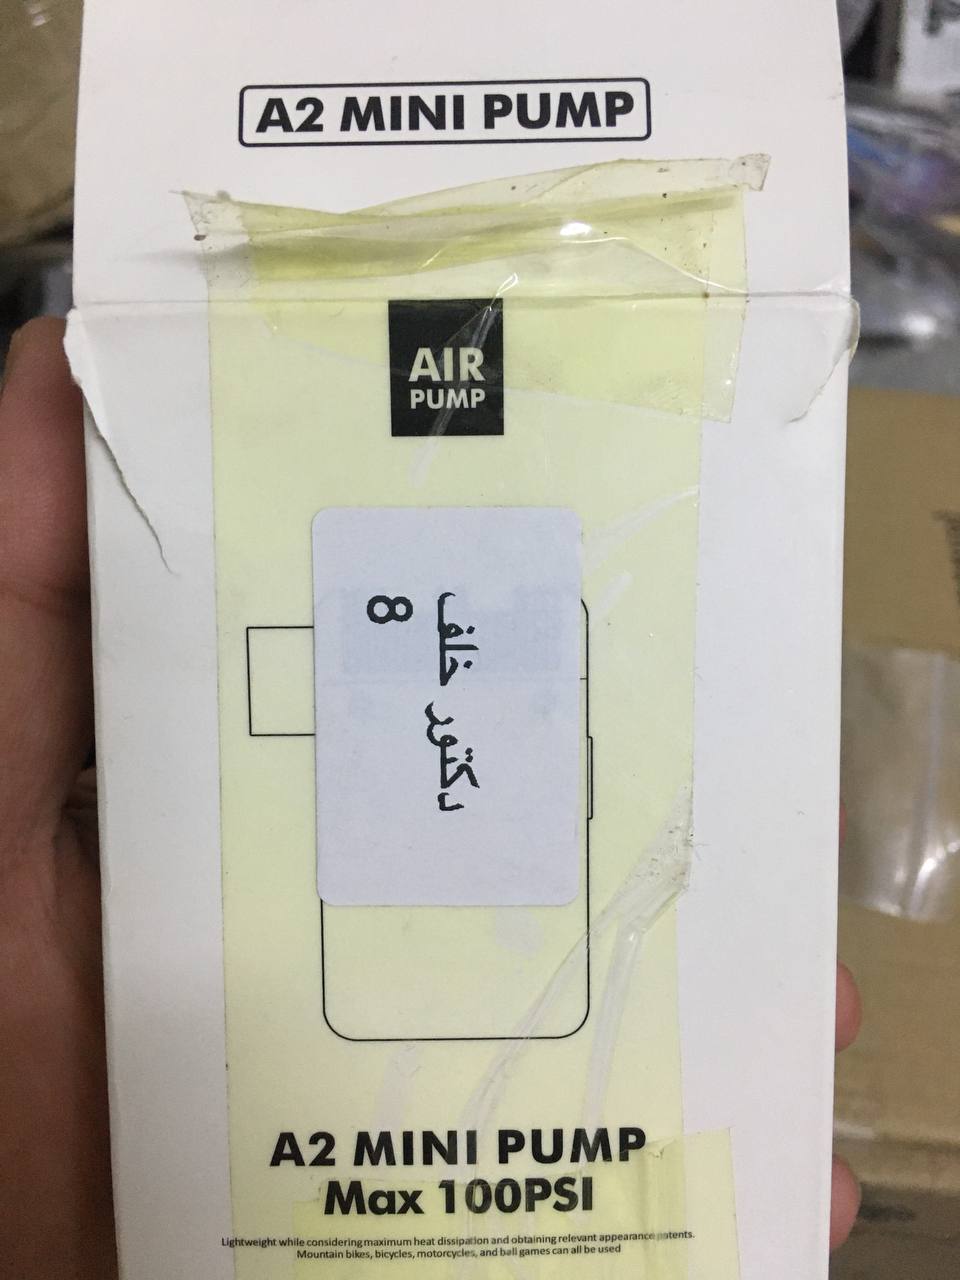 A2 MINI PUMP
AIR
PUMP
دكتور خلف
8
A2 MINI PUMP
Max 100PSI
Lightweight while considering maximum heat dissipation and obtaining relevant appearance patents.
Mountain bikes, bicycles, motorcycles, and ball games can all be used